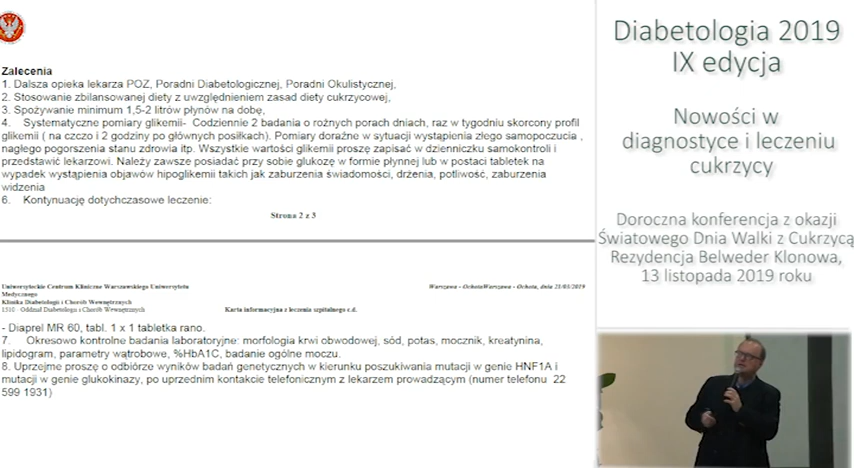 Zalecenia
1. Dalsza opieka lekarza POZ, Poradni Diabetologicznej, Poradni Okulistycznej,
2. Stosowanie zbilansowanej diety z uwzględnieniem zasad diety cukrzycowej,
3. Spożywanie minimum 1,5-2 litrów płynów na dobę,
4. Systematyczne pomiary glikemii- Codziennie 2 badania o rożnych porach dniach, raz w tygodniu skorcony profil
glikemii ( na czczo i 2 godziny po głównych posiłkach). Pomiary doraźne w sytuacji wystąpienia złego samopoczucia ,
nagłego pogorszenia stanu zdrowia itp. Wszystkie wartości glikemii proszę zapisać w dzienniczku samokontroli i
przedstawić lekarzowi. Należy zawsze posiadać przy sobie glukozę w formie płynnej lub w postaci tabletek na
wypadek wystąpienia objawów hipoglikemii takich jak zaburzenia świadomości, drżenia, potliwość, zaburzenia
widzenia
6. Kontynuację dotychczasowe leczenie:
Strona 2 z 3
Uniwersyteckie Centrum Kliniczne Warszawskiego Uniwersytetu
Medycznego
Klinika Diabetologii i Chorób Wewnętrznych
1510 - Oddział Diabetologu i Chorób Wewnętrznych
Warszawa - OchotaWarszawa - Ochota, dnia 21/03/2019
Karta informacyjna z leczenia szpitalnego c.d.
- Diaprel MR 60, tabl. 1 x 1 tabletka rano.
7. Okresowo kontrolne badania laboratoryjne: morfologia krwi obwodowej, sód, potas, mocznik, kreatynina,
lipidogram, parametry wątrobowe, %HbA1C, badanie ogólne moczu.
8. Uprzejme proszę o odbiórze wyników badań genetycznych w kierunku poszukiwania mutacji w genie HNF1A i
mutacji w genie glukokinazy, po uprzednim kontakcie telefonicznym z lekarzem prowadzącym (numer telefonu 22
599 1931)
Diabetologia 2019
IX edycja
Nowości w
diagnostyce i leczeniu
cukrzycy
Doroczna konferencja z okazji
Światowego Dnia Walki z Cukrzycą
Rezydencja Belweder Klonowa,
13 listopada 2019 roku